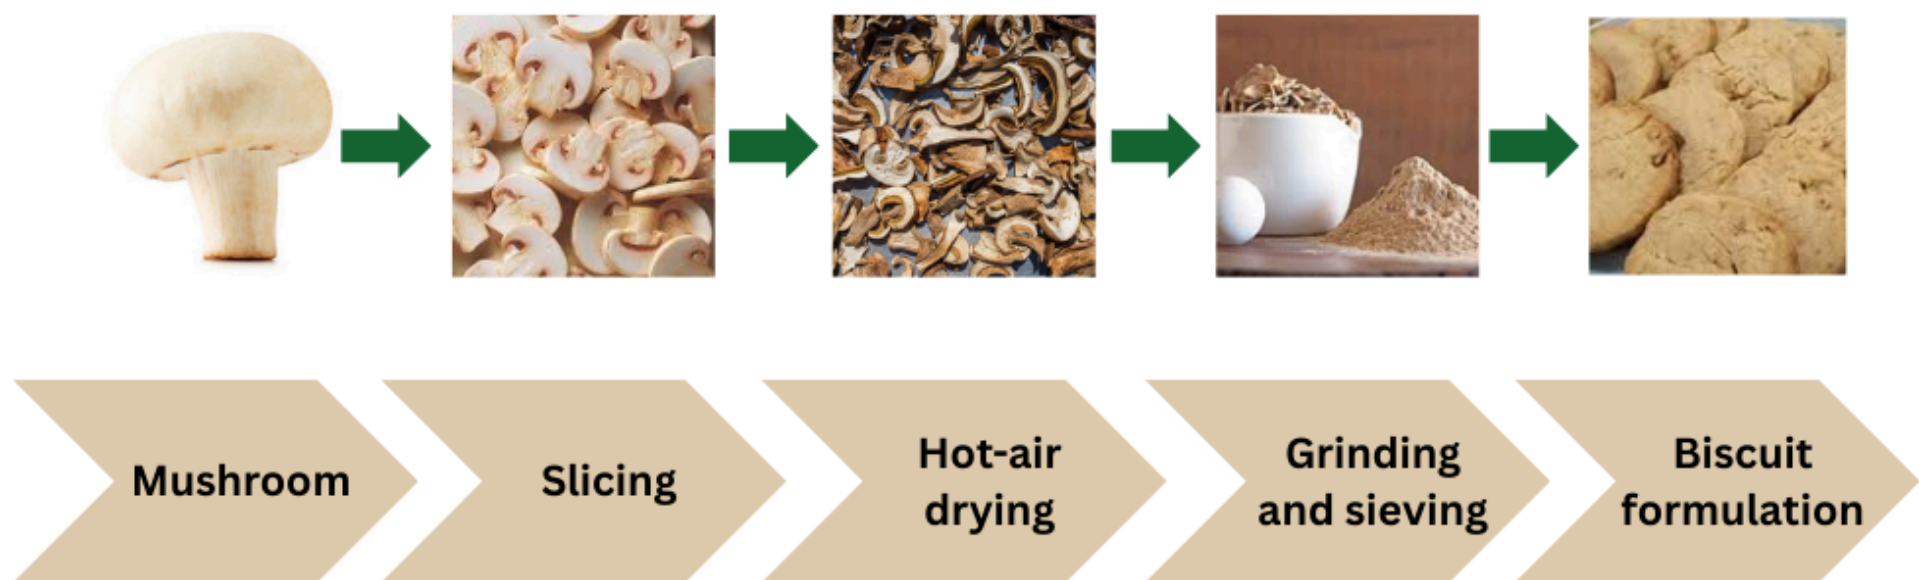 Mushroom
Slicing
Hot-air
drying
Grinding
and sieving
Biscuit
formulation